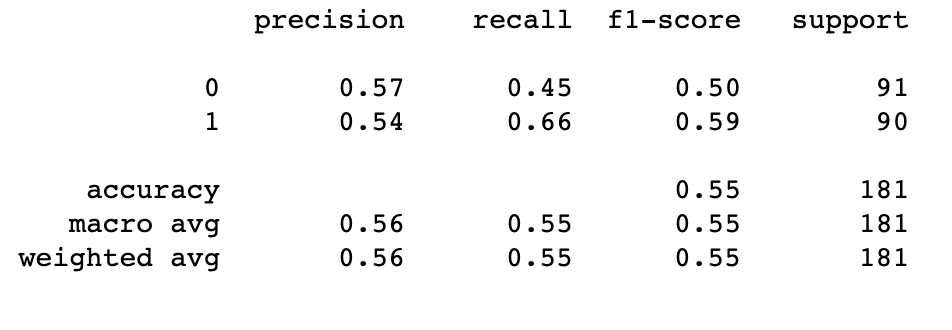 precision recall f1-score support
0 0.57 0.45 0.50 91
1 0.54 0.66 0.59 90
accuracy 0.55 181
macro avg 0.56 0.55 0.55 181
weighted avg 0.56 0.55 0.55 181